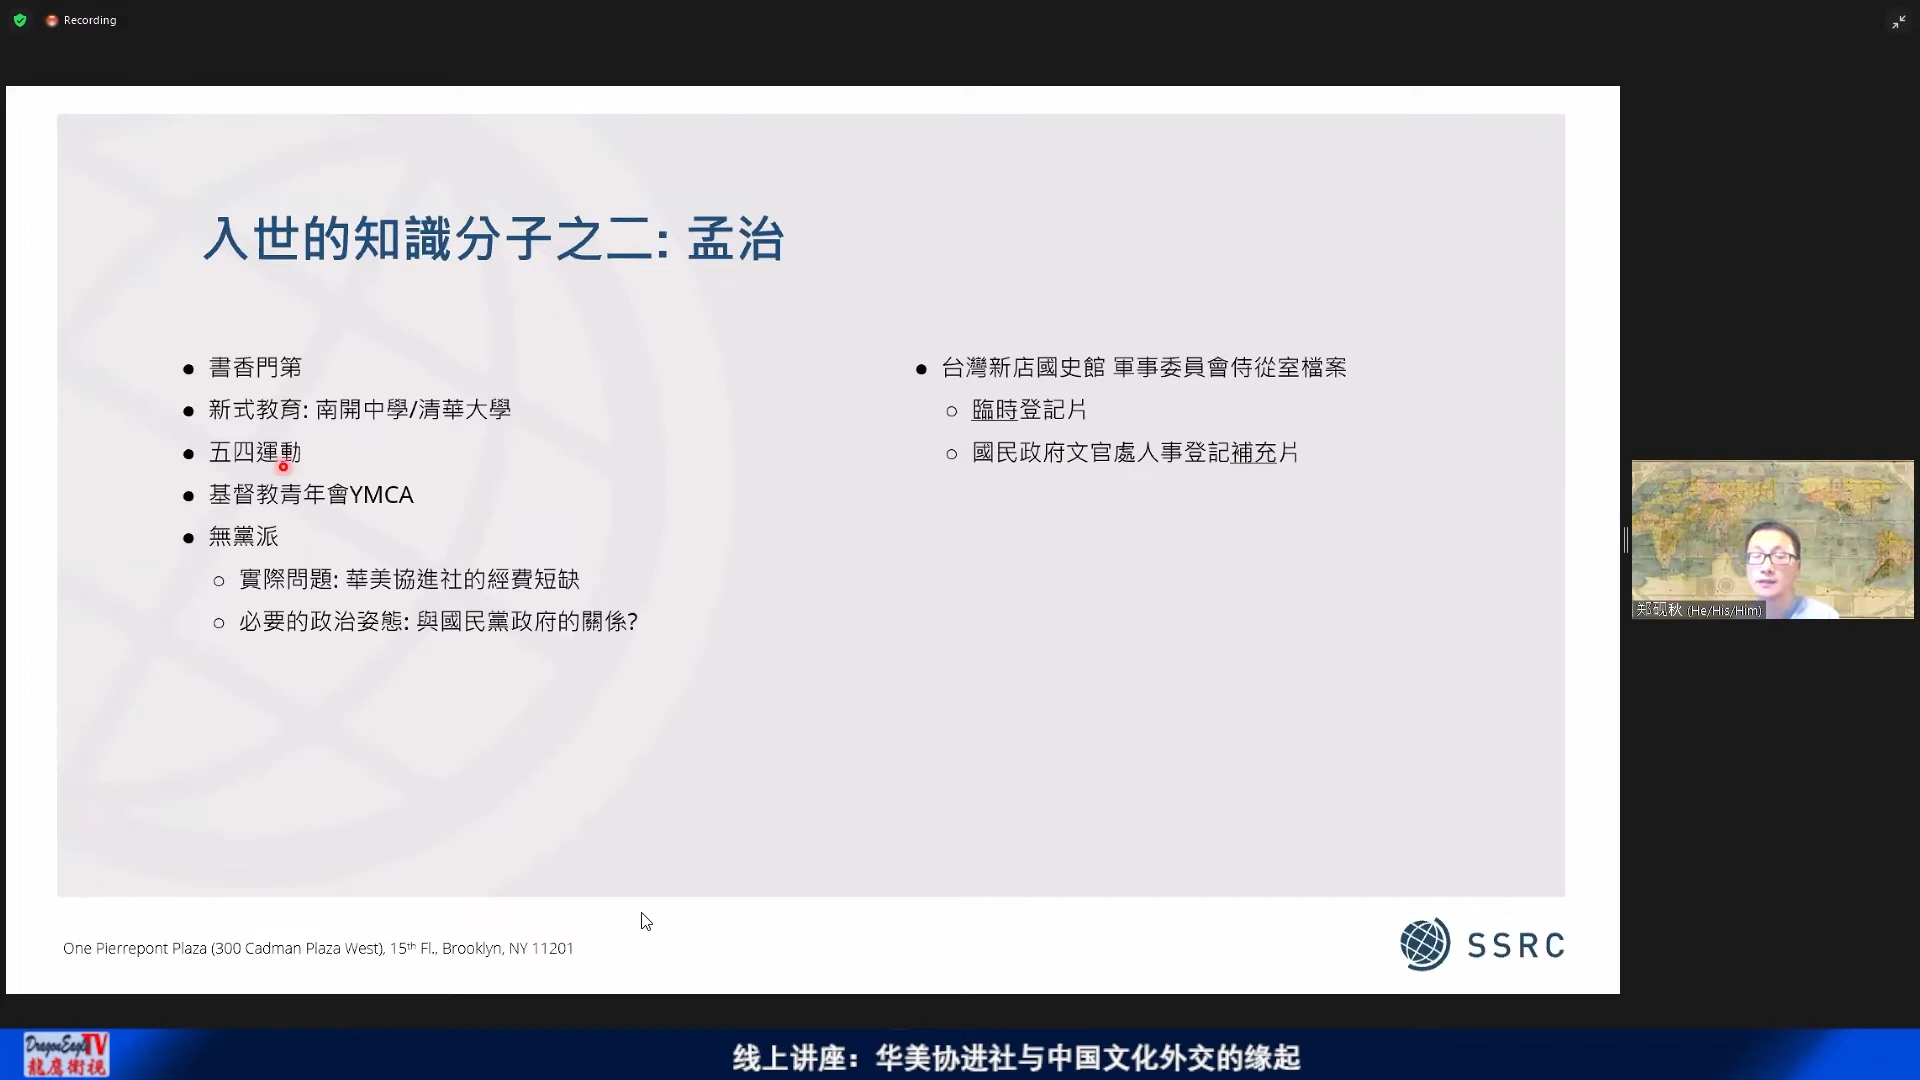 Recording
入世的知識分子之二: 孟治
書香門第
新式教育: 南開中學/清華大學
五四運動
基督教青年會YMCA
無黨派
實際問題: 華美協進社的經費短缺
必要的政治姿態: 與國民黨政府的關係?
台灣新店國史館 軍事委員會侍從室檔案
臨時登記片
國民政府文官處人事登記補充片
郑砚秋 (He/His/Him)
One Pierrepont Plaza (300 Cadman Plaza West), 15th Fl., Brooklyn, NY 11201
SSRC
DragonEagleTV
龍鷹衛視
线上讲座：华美协进社与中国文化外交的缘起